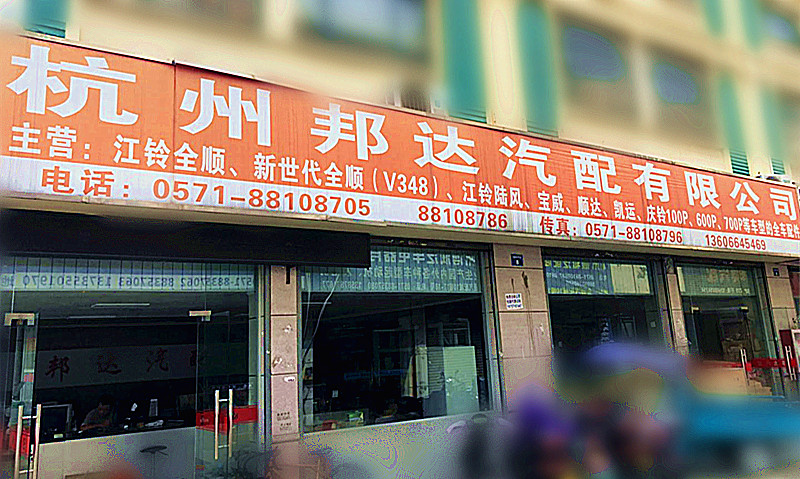 杭州邦达汽配有限公司
主营：江铃全顺、新世代全顺（V348）、江铃陆风、宝威、顺达、凯运、庆铃100P、600P、700P等车型的全车配件
电话：0571-88108705 88108786 传真：0571-88108796 13606645469
邦达汽配